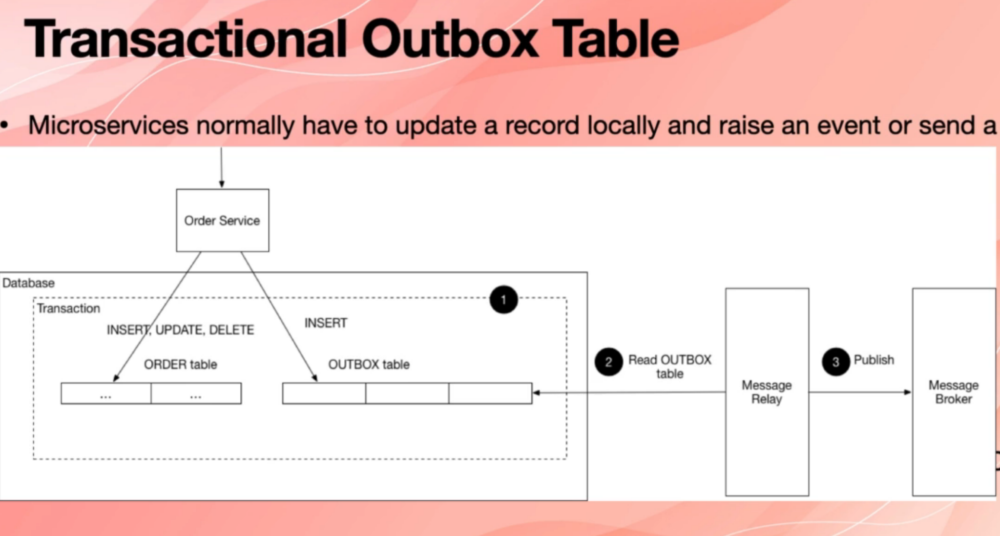 Transactional Outbox Table
• Microservices normally have to update a record locally and raise an event or send a
Order Service
Database
Transaction
1
INSERT, UPDATE, DELETE
INSERT
ORDER table
OUTBOX table
...
...
2
Read OUTBOX
table
Message
Relay
3
Publish
Message
Broker